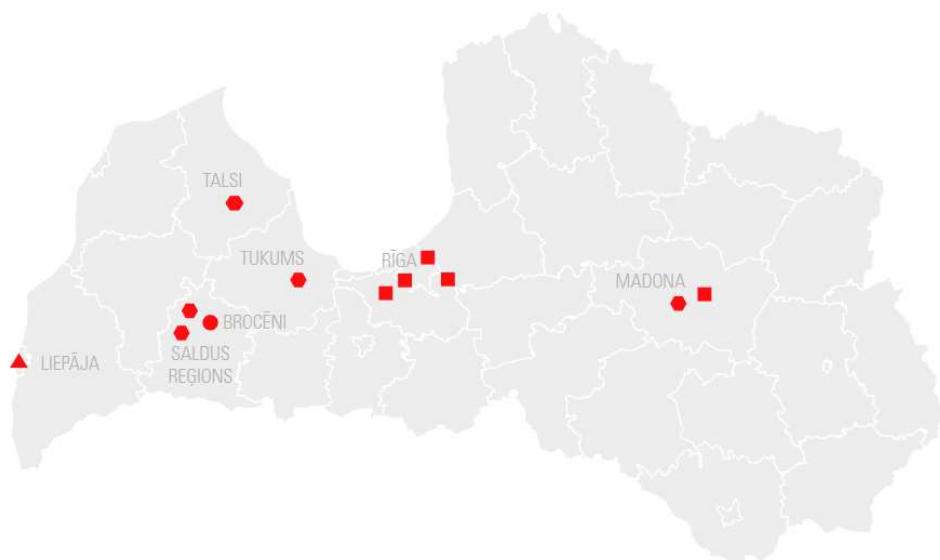 TALSI
TUKUMS
RĪGA
MADONA
BROCĒNI
LIEPĀJA
SALDUS
REĢIONS